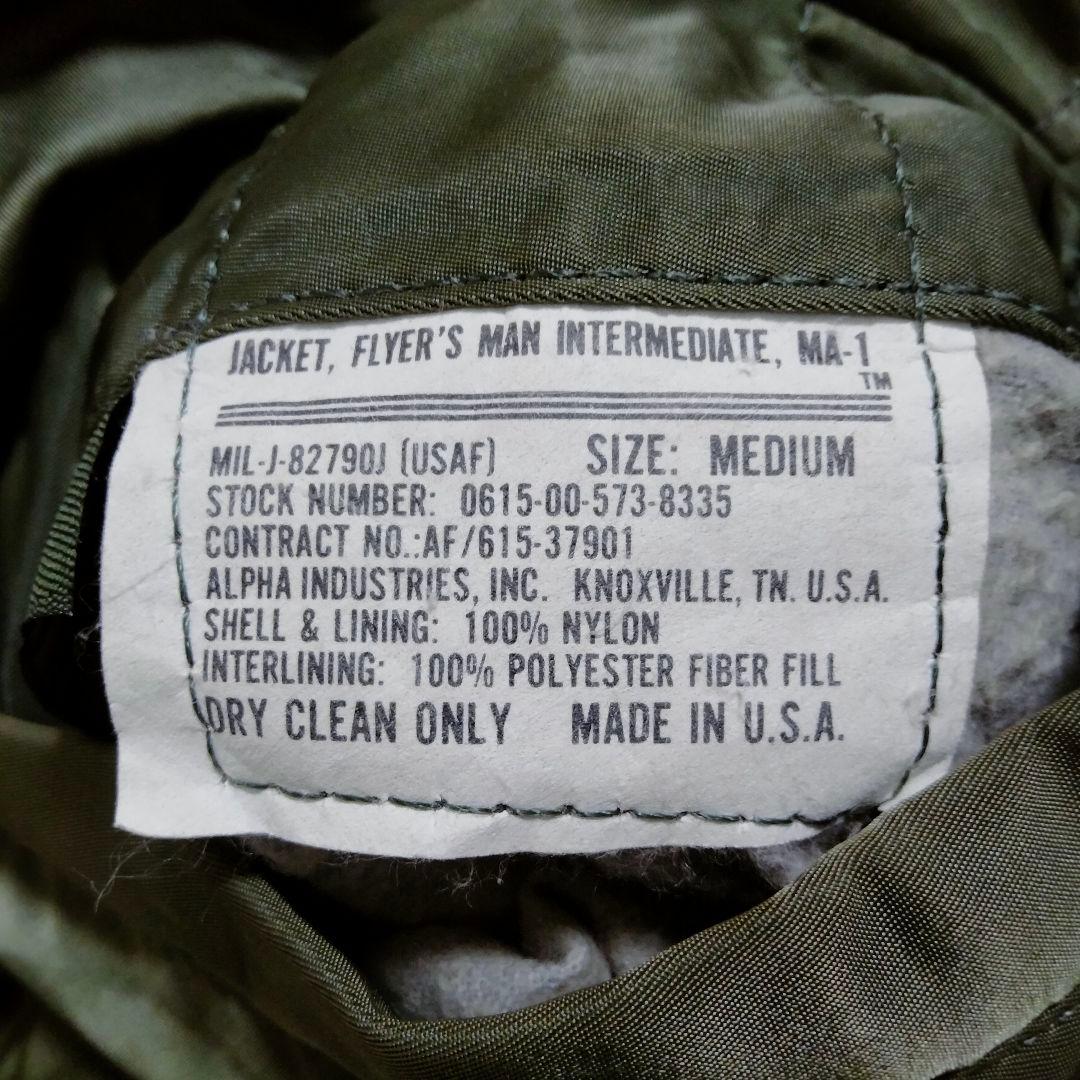 JACKET, FLYER'S MAN INTERMEDIATE, MA-1
TM
MIL-J-82790J (USAF) SIZE: MEDIUM
STOCK NUMBER: 0615-00-573-8335
CONTRACT NO.:AF/615-37901
ALPHA INDUSTRIES, INC. KNOXVILLE, TN. U.S.A.
SHELL & LINING: 100% NYLON
INTERLINING: 100% POLYESTER FIBER FILL
DRY CLEAN ONLY MADE IN U.S.A.